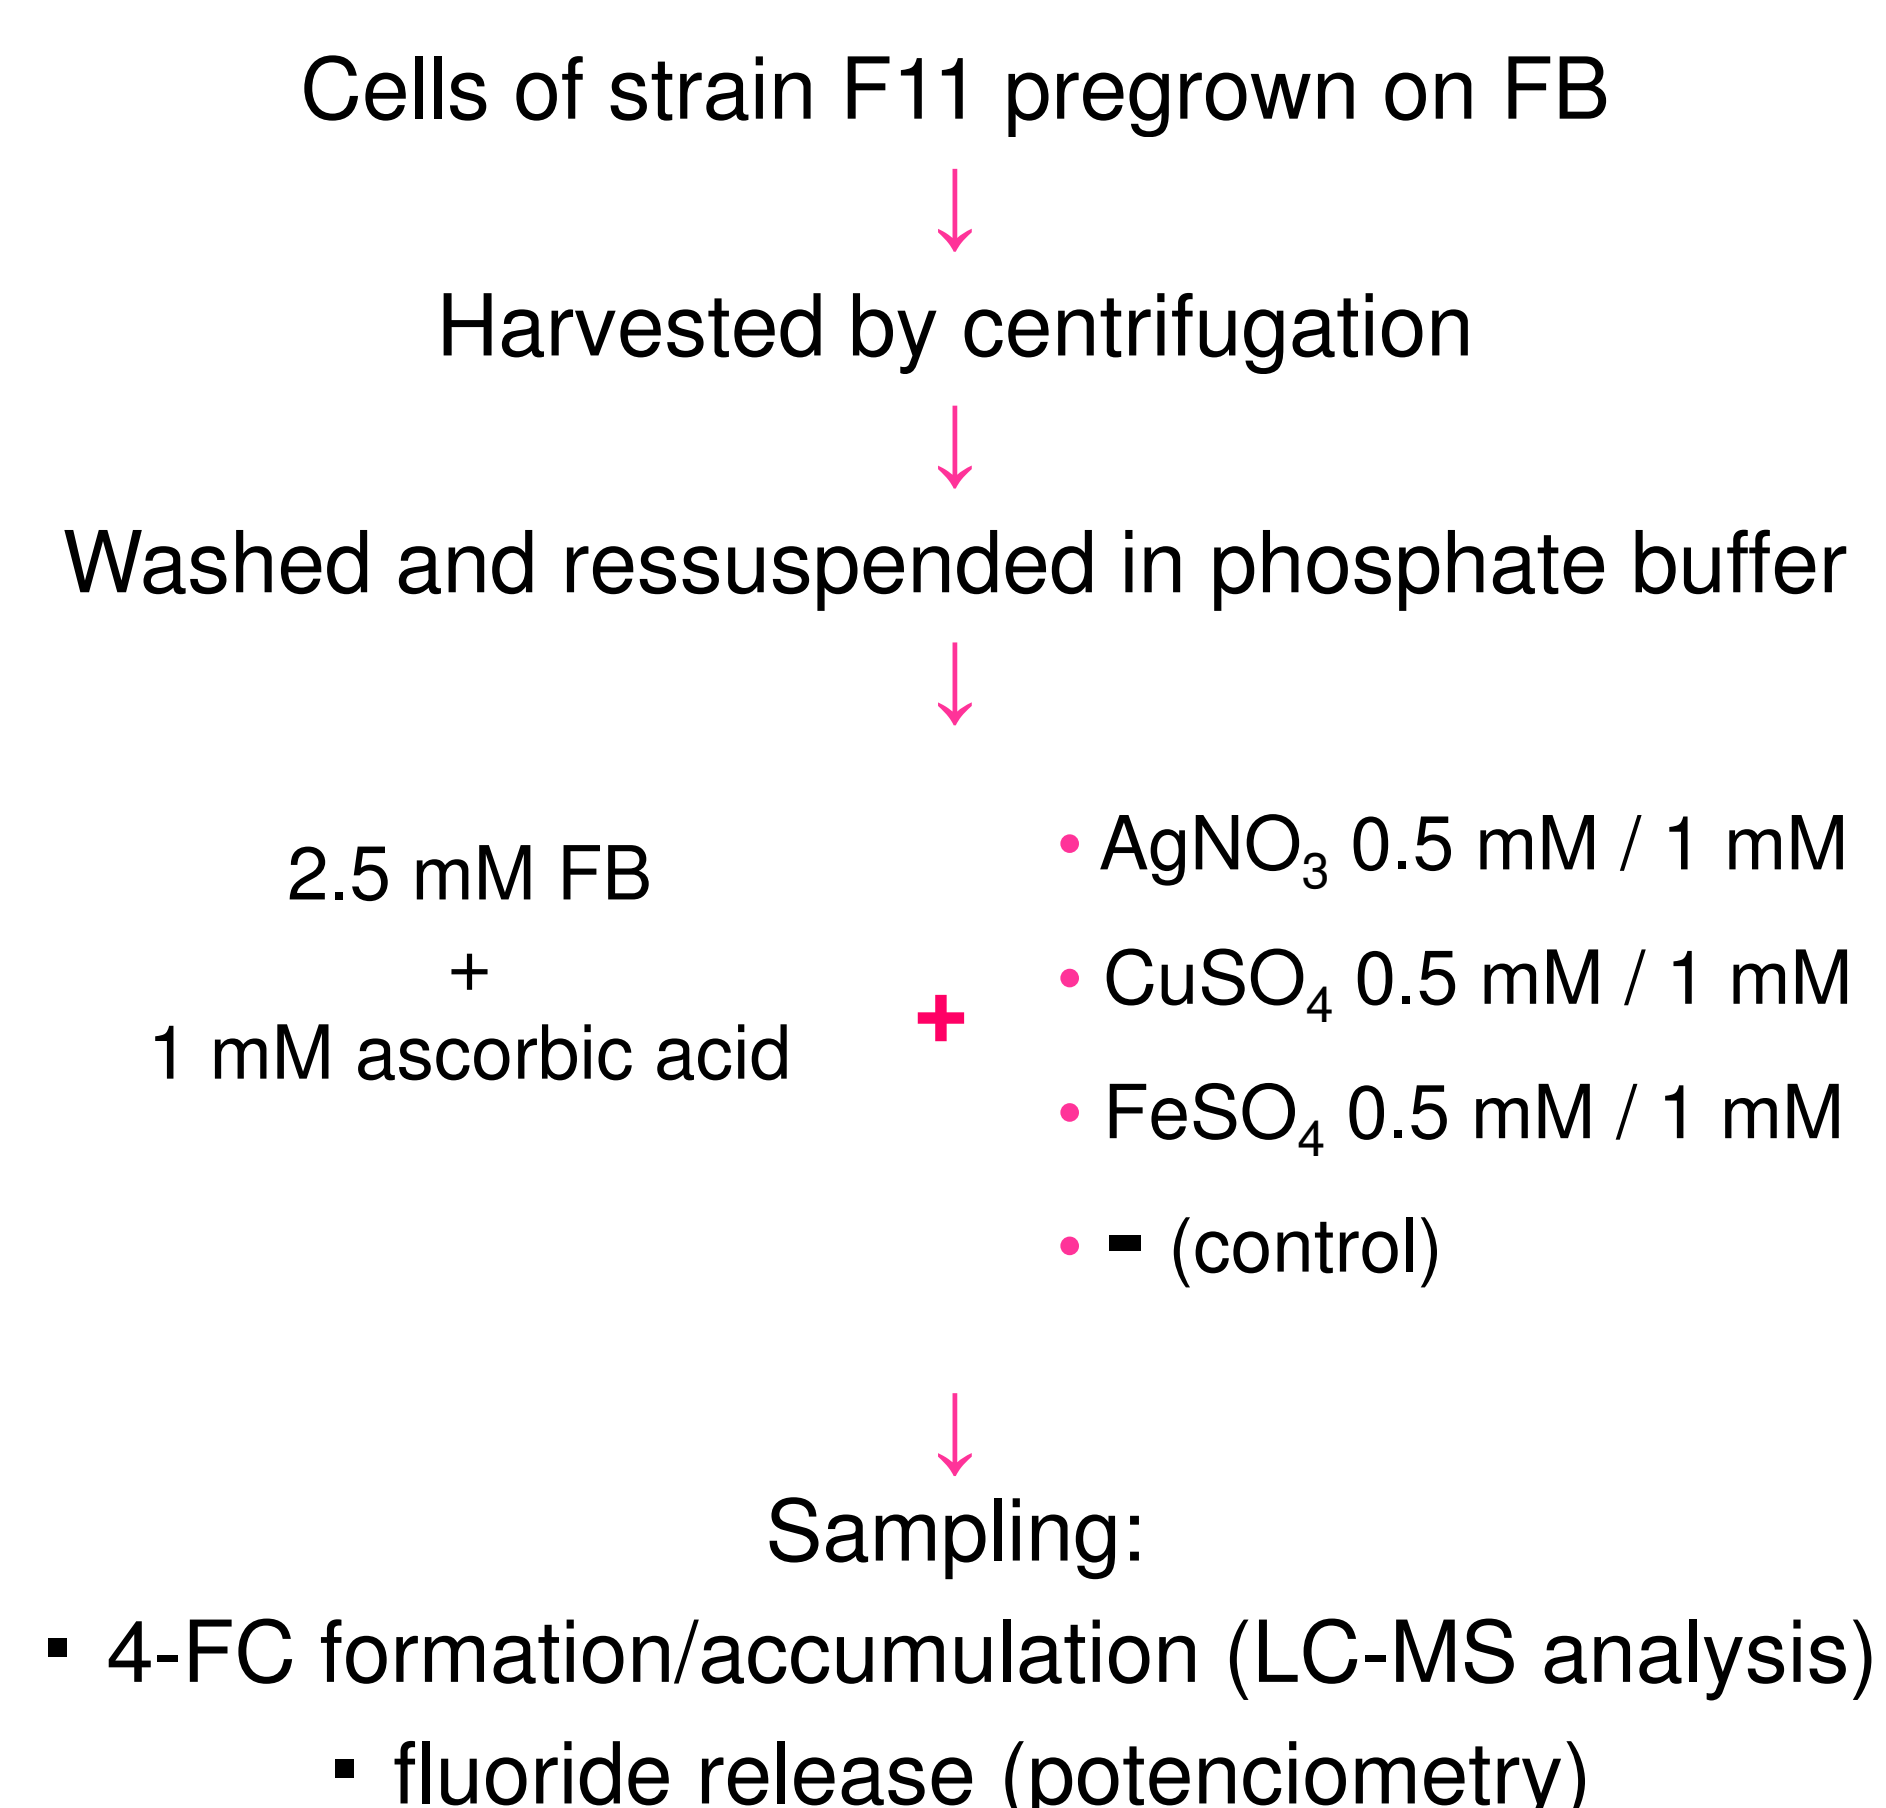 Cells of strain F11 pregrown on FB
↓
Harvested by centrifugation
↓
Washed and ressuspended in phosphate buffer
↓
2.5 mM FB
+
1 mM ascorbic acid
+
• AgNO₃ 0.5 mM / 1 mM
• CuSO₄ 0.5 mM / 1 mM
• FeSO₄ 0.5 mM / 1 mM
• - (control)
↓
Sampling:
▪ 4-FC formation/accumulation (LC-MS analysis)
▪ fluoride release (potenciometry)